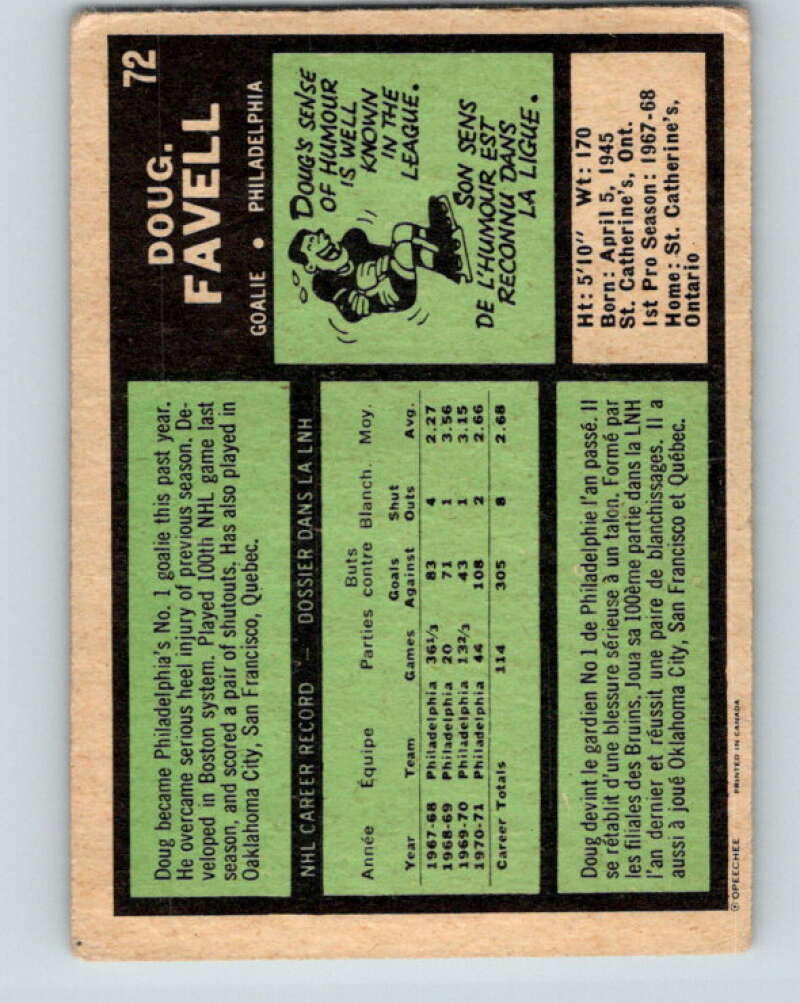 72
DOUG.
FAVELL
GOALIE • PHILADELPHIA
DOUG'S SENSE
OF HUMOUR
IS WELL
KNOWN
IN THE
LEAGUE.
SON SENS
DE L'HUMOUR EST
RECONNU DANS
LA LIGUE.
Ht: 5'10" Wt: 170
Born: April 5, 1945
St. Catherine's, Ont.
1st Pro Season: 1967-68
Home: St. Catherine's,
Ontario
Doug became Philadelphia's No. 1 goalie this past year.
He overcame serious heel injury of previous season. De-
veloped in Boston system. Played 100th NHL game last
season, and scored a pair of shutouts. Has also played in
Oaklahoma City, San Francisco, Quebec.
NHL CAREER RECORD — DOSSIER DANS LA LNH
Année Équipe Parties Buts contre Blanch. Moy.
Year Team Games Goals Against Shut Outs Avg.
1967-68 Philadelphia 36 1/3 83 4 2.27
1968-69 Philadelphia 20 71 1 3.56
1969-70 Philadelphia 13 2/3 43 1 3.15
1970-71 Philadelphia 44 108 2 2.66
Career Totals 114 305 8 2.68
Doug devint le gardien No 1 de Philadelphie l'an passé. Il
se rétablit d'une blessure sérieuse à un talon. Formé par
les filiales des Bruins. Joua sa 100ème partie dans la LNH
l'an dernier et réussit une paire de blanchissages. Il a
aussi à joué Oklahoma City, San Francisco et Québec.
© OPEECHEE PRINTED IN CANADA